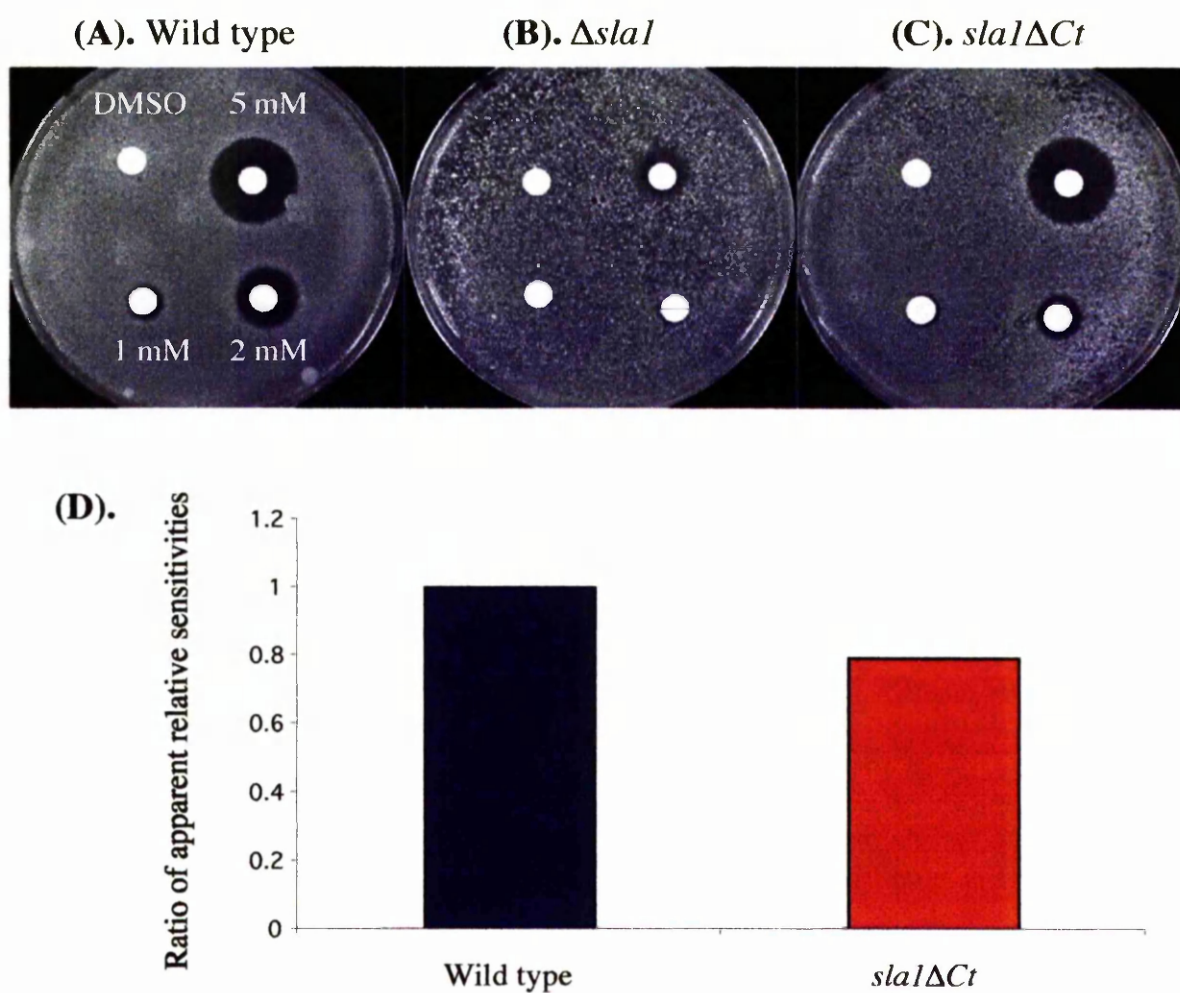 (A). Wild type
(B). Δsla1
(C). sla1ΔCt
DMSO 5 mM
1 mM 2 mM
(D).
Ratio of apparent relative sensitivities
1.2
1
0.8
0.6
0.4
0.2
0
Wild type
sla1ΔCt